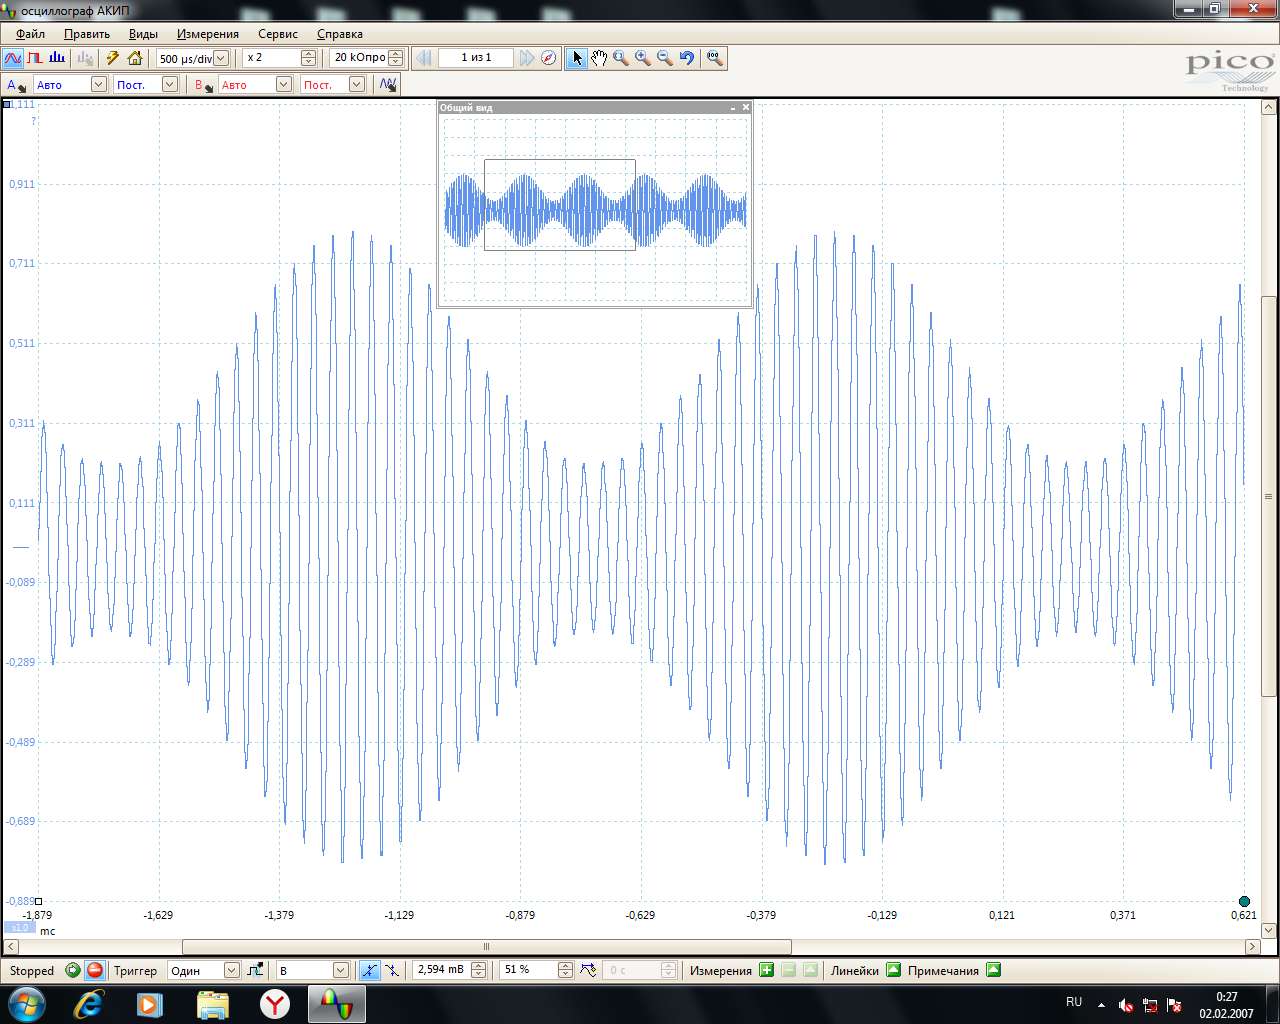 осциллограф АКИП
Файл Править Виды Измерения Сервис Справка
500 µs/div x 2 20 кОпро 1 из 1
pico
Technology
A Авто Пост. B Авто Пост.
Общий вид
1,111
?
0,911
0,711
0,511
0,311
0,111
-0,089
-0,289
-0,489
-0,689
-0,889
-1,879 -1,629 -1,379 -1,129 -0,879 -0,629 -0,379 -0,129 0,121 0,371 0,621
x1.0
мс
Stopped Триггер Один B 2,594 mB 51 % 0 c Измерения Линейки Примечания
RU
0:27
02.02.2007